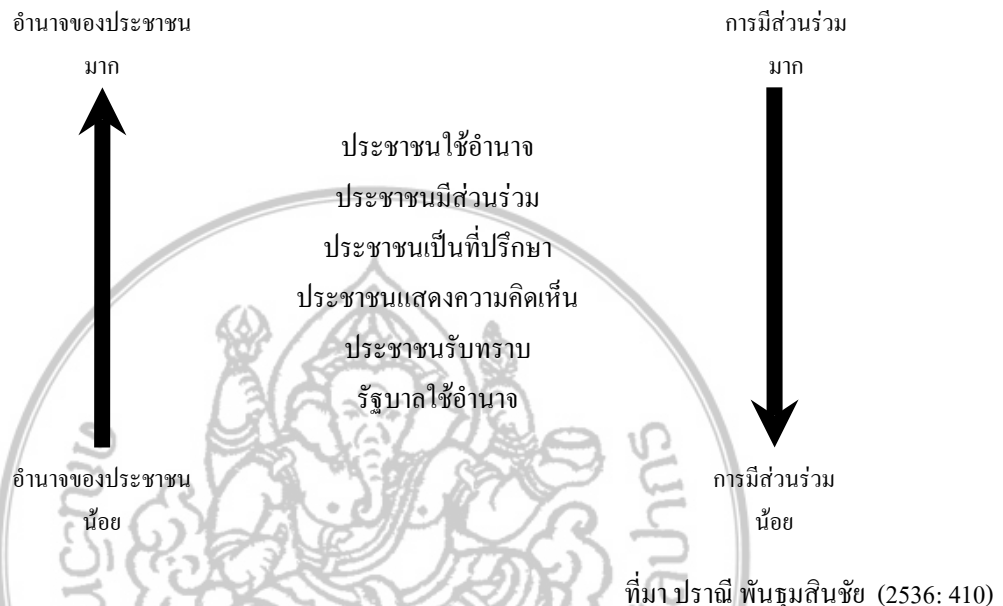 อำนาจของประชาชน
มาก
การมีส่วนร่วม
มาก
ประชาชนใช้อำนาจ
ประชาชนมีส่วนร่วม
ประชาชนเป็นที่ปรึกษา
ประชาชนแสดงความคิดเห็น
ประชาชนรับทราบ
รัฐบาลใช้อำนาจ
อำนาจของประชาชน
น้อย
การมีส่วนร่วม
น้อย
ที่มา ปราณี พันธุมสินชัย (2536: 410)